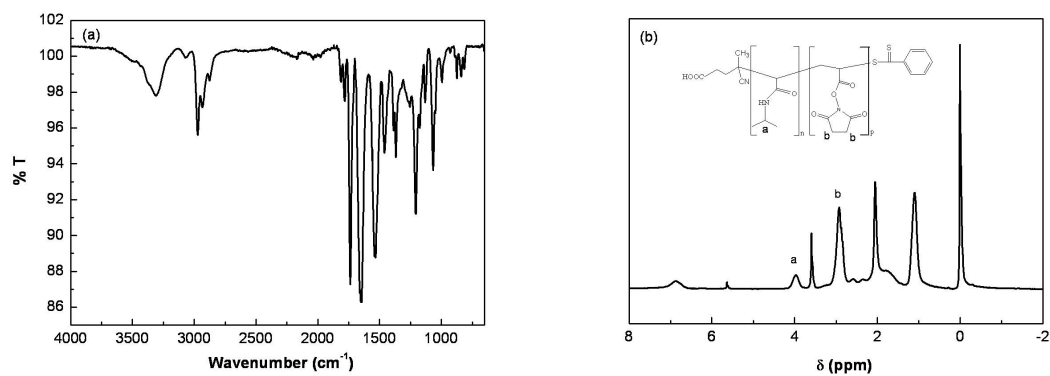 (a)
102
100
98
96
94
92
90
88
86
% T
4000 3500 3000 2500 2000 1500 1000
Wavenumber (cm⁻¹)
(b)
HOOC
CH3
CN
S
S
O
HN
a
n
O
O
N
O
O
b
b
p
b
a
8 6 4 2 0 -2
δ (ppm)